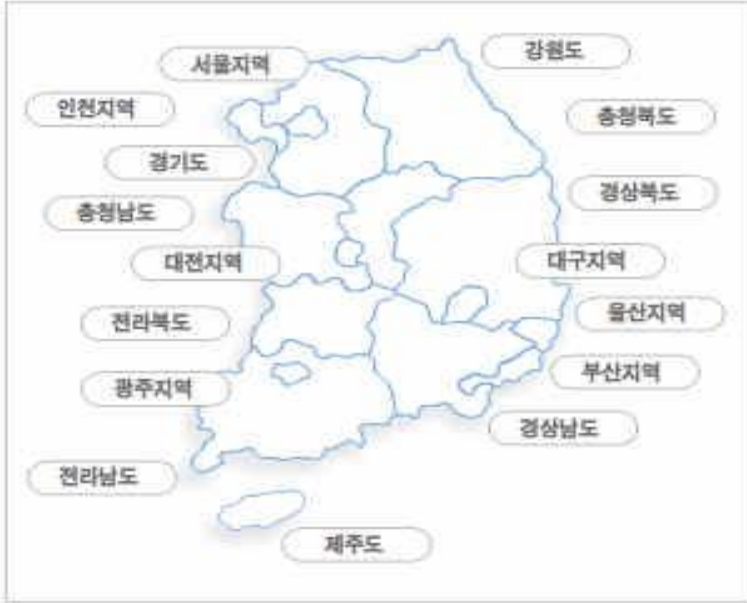 서울지역
강원도
인천지역
충청북도
경기도
경상북도
충청남도
대전지역
대구지역
울산지역
전라북도
부산지역
광주지역
경상남도
전라남도
제주도